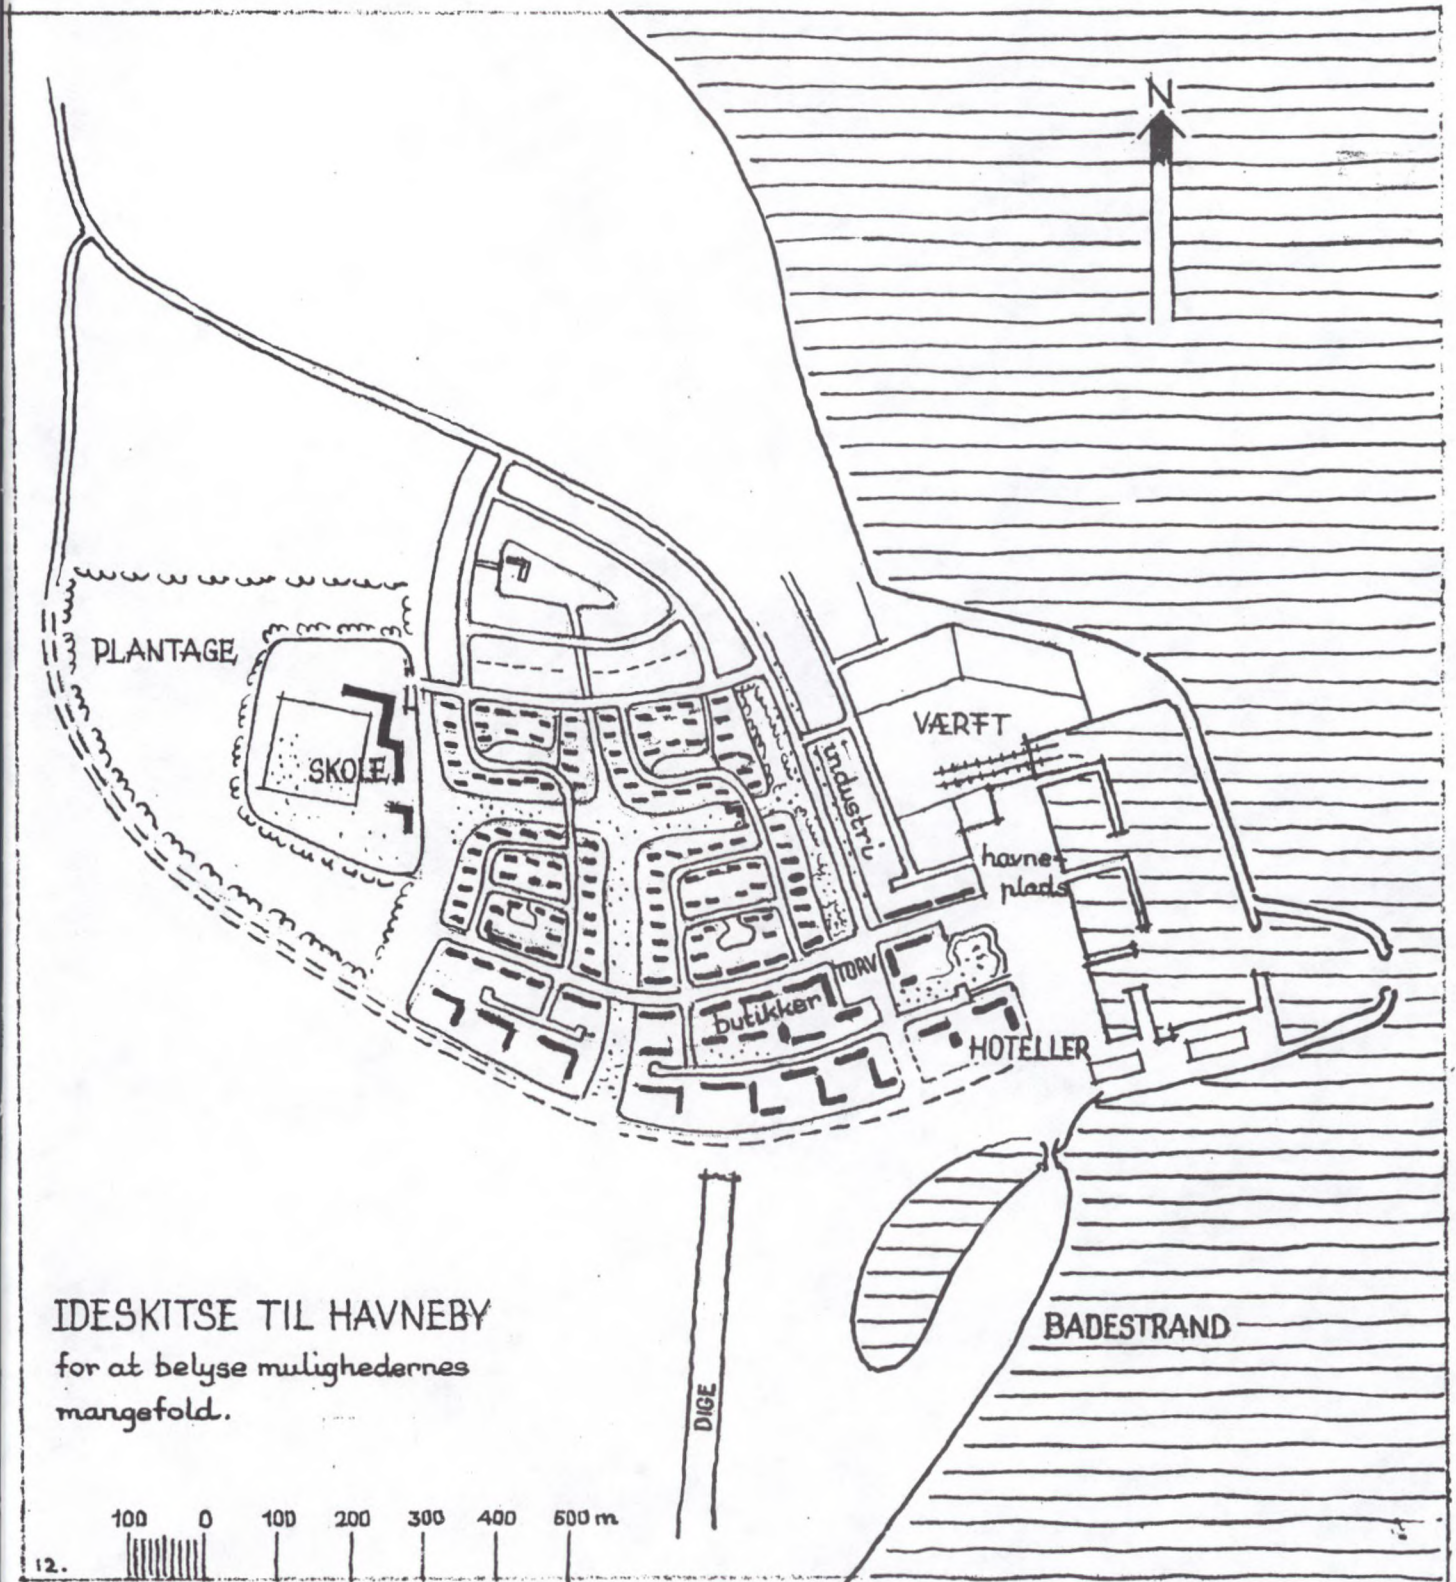 N
PLANTAGE
SKOLE
VÆRFT
industri
havne-
plads
TORV
butikker
HOTELLER
BADESTRAND
DIGE
IDESKITSE TIL HAVNEBY
for at belyse mulighedernes
mangefold.
100 0 100 200 300 400 500 m
12.